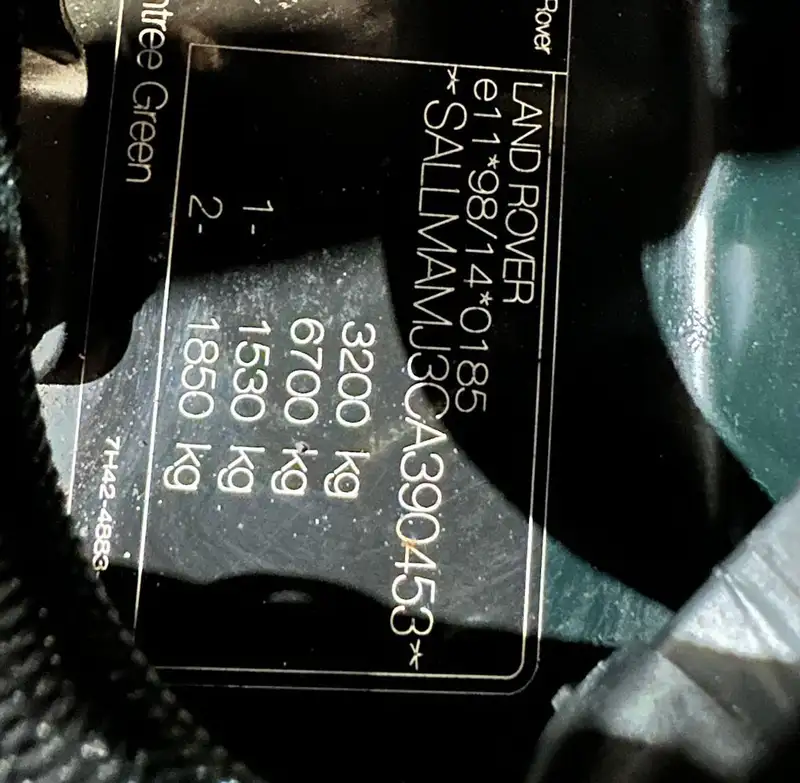 Rover
LAND ROVER
e11*98/14*0185
*SALLMAMJ3CA390453*
3200 kg
6700 kg
1- 1530 kg
2- 1850 kg
Green
7H42-4883